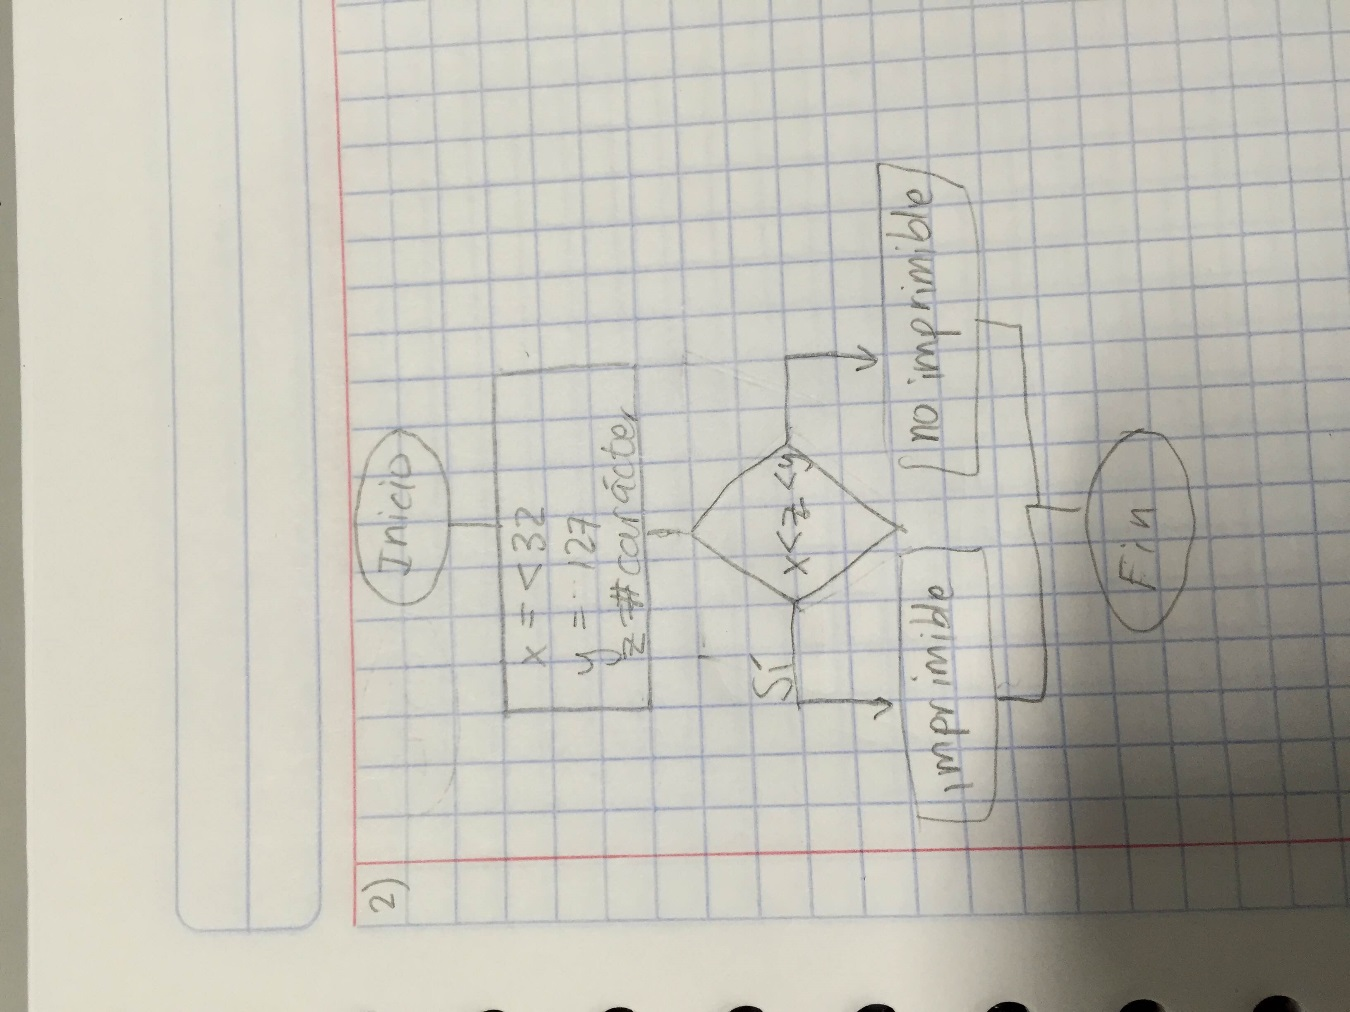 2)
Inicio
x = < 32
y = 127
z = # carácter
x < z < y
Sí
imprimible
no imprimible
Fin